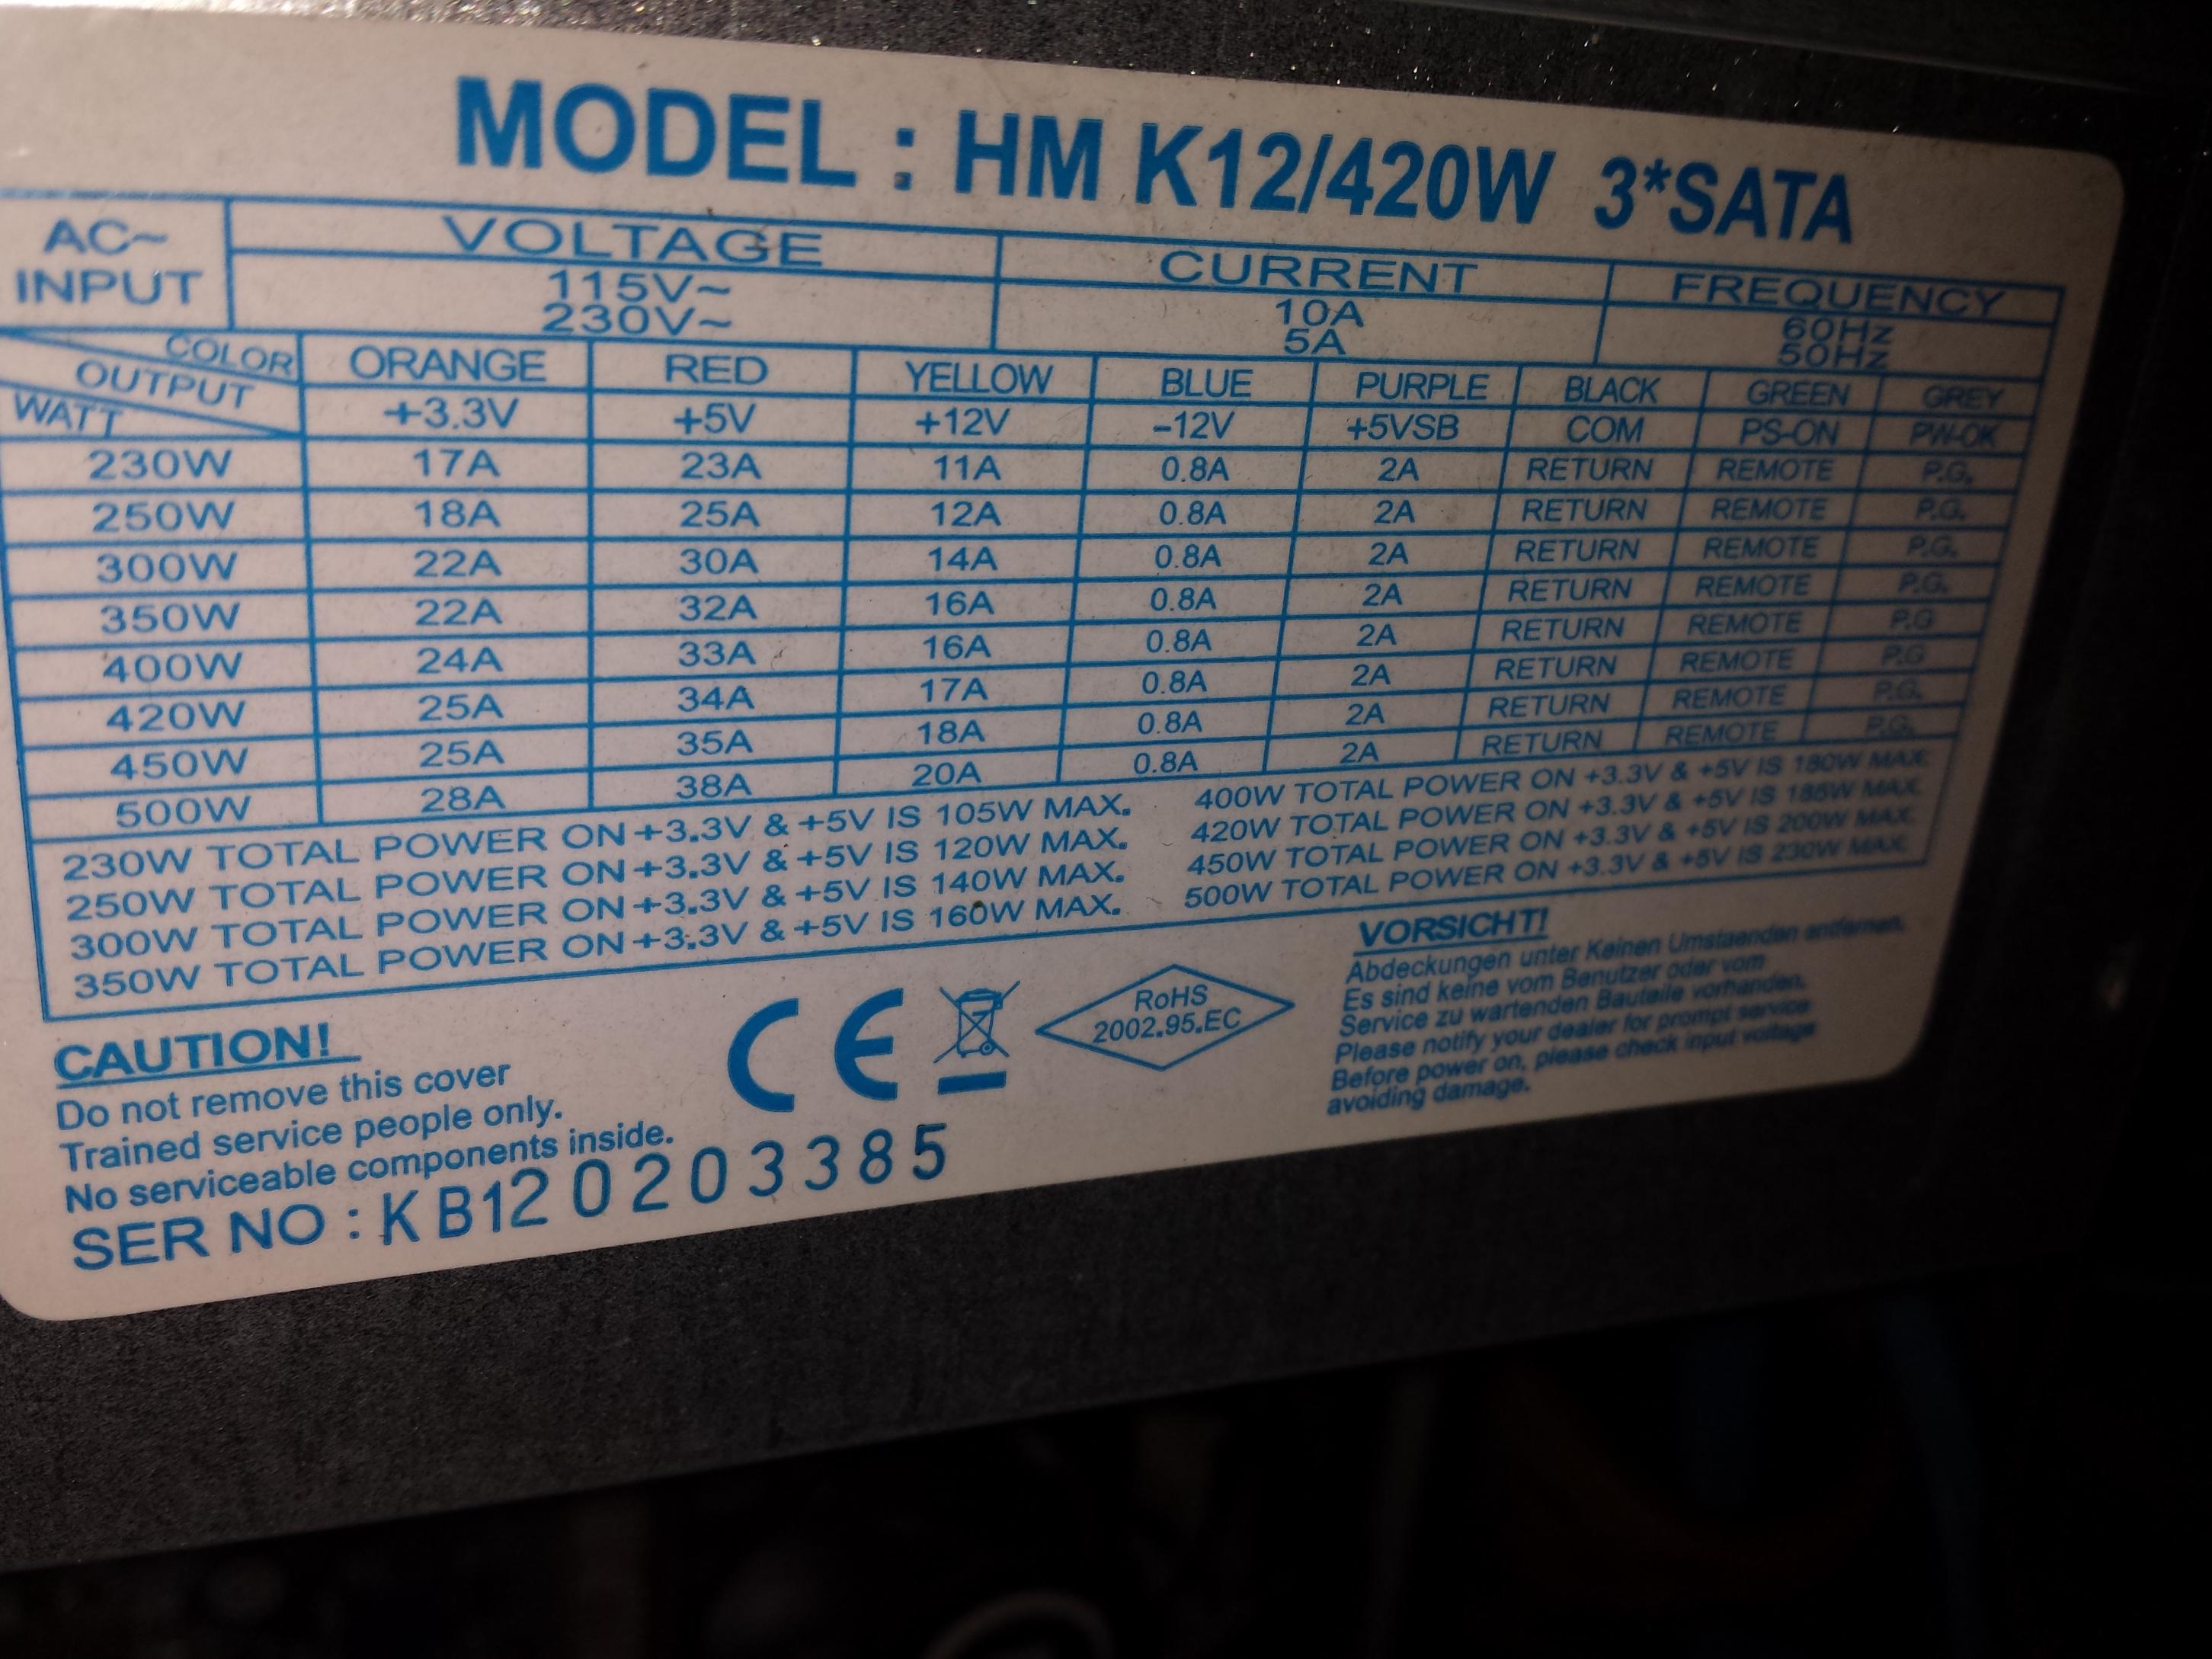 MODEL : HM K12/420W 3*SATA
AC~ INPUT VOLTAGE CURRENT FREQUENCY
115V~ 10A 60Hz
230V~ 5A 50Hz
COLOR ORANGE RED YELLOW BLUE PURPLE BLACK GREEN GREY
OUTPUT +3.3V +5V +12V -12V +5VSB COM PS-ON PW-OK
WATT
230W 17A 23A 11A 0.8A 2A RETURN REMOTE P.G.
250W 18A 25A 12A 0.8A 2A RETURN REMOTE P.G.
300W 22A 30A 14A 0.8A 2A RETURN REMOTE P.G.
350W 22A 32A 16A 0.8A 2A RETURN REMOTE P.G.
400W 24A 33A 16A 0.8A 2A RETURN REMOTE P.G
420W 25A 34A 17A 0.8A 2A RETURN REMOTE P.G
450W 25A 35A 18A 0.8A 2A RETURN REMOTE P.G.
500W 28A 38A 20A 0.8A 2A RETURN REMOTE P.G.
230W TOTAL POWER ON +3.3V & +5V IS 105W MAX.
250W TOTAL POWER ON +3.3V & +5V IS 120W MAX.
300W TOTAL POWER ON +3.3V & +5V IS 140W MAX.
350W TOTAL POWER ON +3.3V & +5V IS 160W MAX.
400W TOTAL POWER ON +3.3V & +5V IS 180W MAX.
420W TOTAL POWER ON +3.3V & +5V IS 185W MAX.
450W TOTAL POWER ON +3.3V & +5V IS 200W MAX.
500W TOTAL POWER ON +3.3V & +5V IS 230W MAX.
CAUTION!
Do not remove this cover
Trained service people only.
No serviceable components inside.
SER NO : KB120203385
CE
RoHS
2002.95.EC
VORSICHT!
Abdeckungen unter Keinen Umstaenden entfernen.
Es sind keine vom Benutzer oder vom
Service zu wartenden Bauteile vorhanden.
Please notify your dealer for prompt service
Before power on, please check input voltage
avoiding damage.